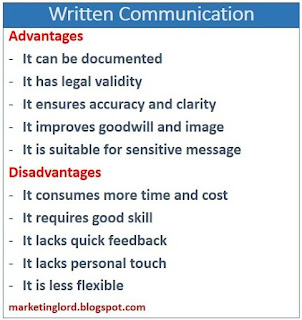 Written Communication
Advantages
- It can be documented
- It has legal validity
- It ensures accuracy and clarity
- It improves goodwill and image
- It is suitable for sensitive message
Disadvantages
- It consumes more time and cost
- It requires good skill
- It lacks quick feedback
- It lacks personal touch
- It is less flexible
marketinglord.blogspot.com